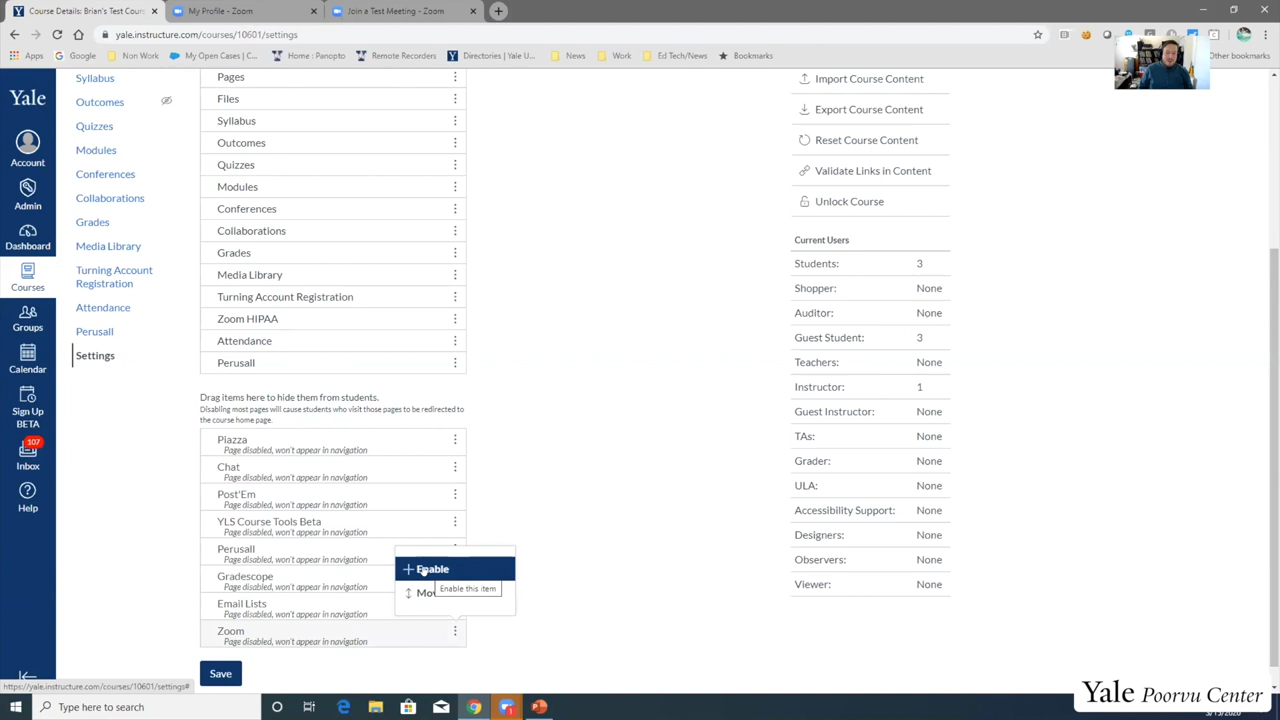 Course Details: Brian's Test Cours
My Profile - Zoom
Join a Test Meeting - Zoom
yale.instructure.com/courses/10601/settings
Apps
Google
Non Work
My Open Cases | C...
Home : Panopto
Remote Recorders
Directories | Yale U...
News
Work
Ed Tech/News
Bookmarks
Other bookmarks
Yale
Account
Admin
Dashboard
Courses
Groups
Calendar
Sign Up
BETA
107
Inbox
Help
Syllabus
Outcomes
Quizzes
Modules
Conferences
Collaborations
Grades
Media Library
Turning Account
Registration
Attendance
Perusall
Settings
Pages
Files
Syllabus
Outcomes
Quizzes
Modules
Conferences
Collaborations
Grades
Media Library
Turning Account Registration
Zoom HIPAA
Attendance
Perusall
Drag items here to hide them from students.
Disabling most pages will cause students who visit those pages to be redirected to
the course home page.
Piazza
Page disabled, won't appear in navigation
Chat
Page disabled, won't appear in navigation
Post'Em
Page disabled, won't appear in navigation
YLS Course Tools Beta
Page disabled, won't appear in navigation
Perusall
Page disabled, won't appear in navigation
Gradescope
Page disabled, won't appear in navigation
Email Lists
Page disabled, won't appear in navigation
Zoom
Page disabled, won't appear in navigation
Enable
Enable this item
Save
Import Course Content
Export Course Content
Reset Course Content
Validate Links in Content
Unlock Course
Current Users
Students: 3
Shopper: None
Auditor: None
Guest Student: 3
Teachers: None
Instructor: 1
Guest Instructor: None
TAs: None
Grader: None
ULA: None
Accessibility Support: None
Designers: None
Observers: None
Viewer: None
https://yale.instructure.com/courses/10601/settings#
Type here to search
Yale Poorvu Center